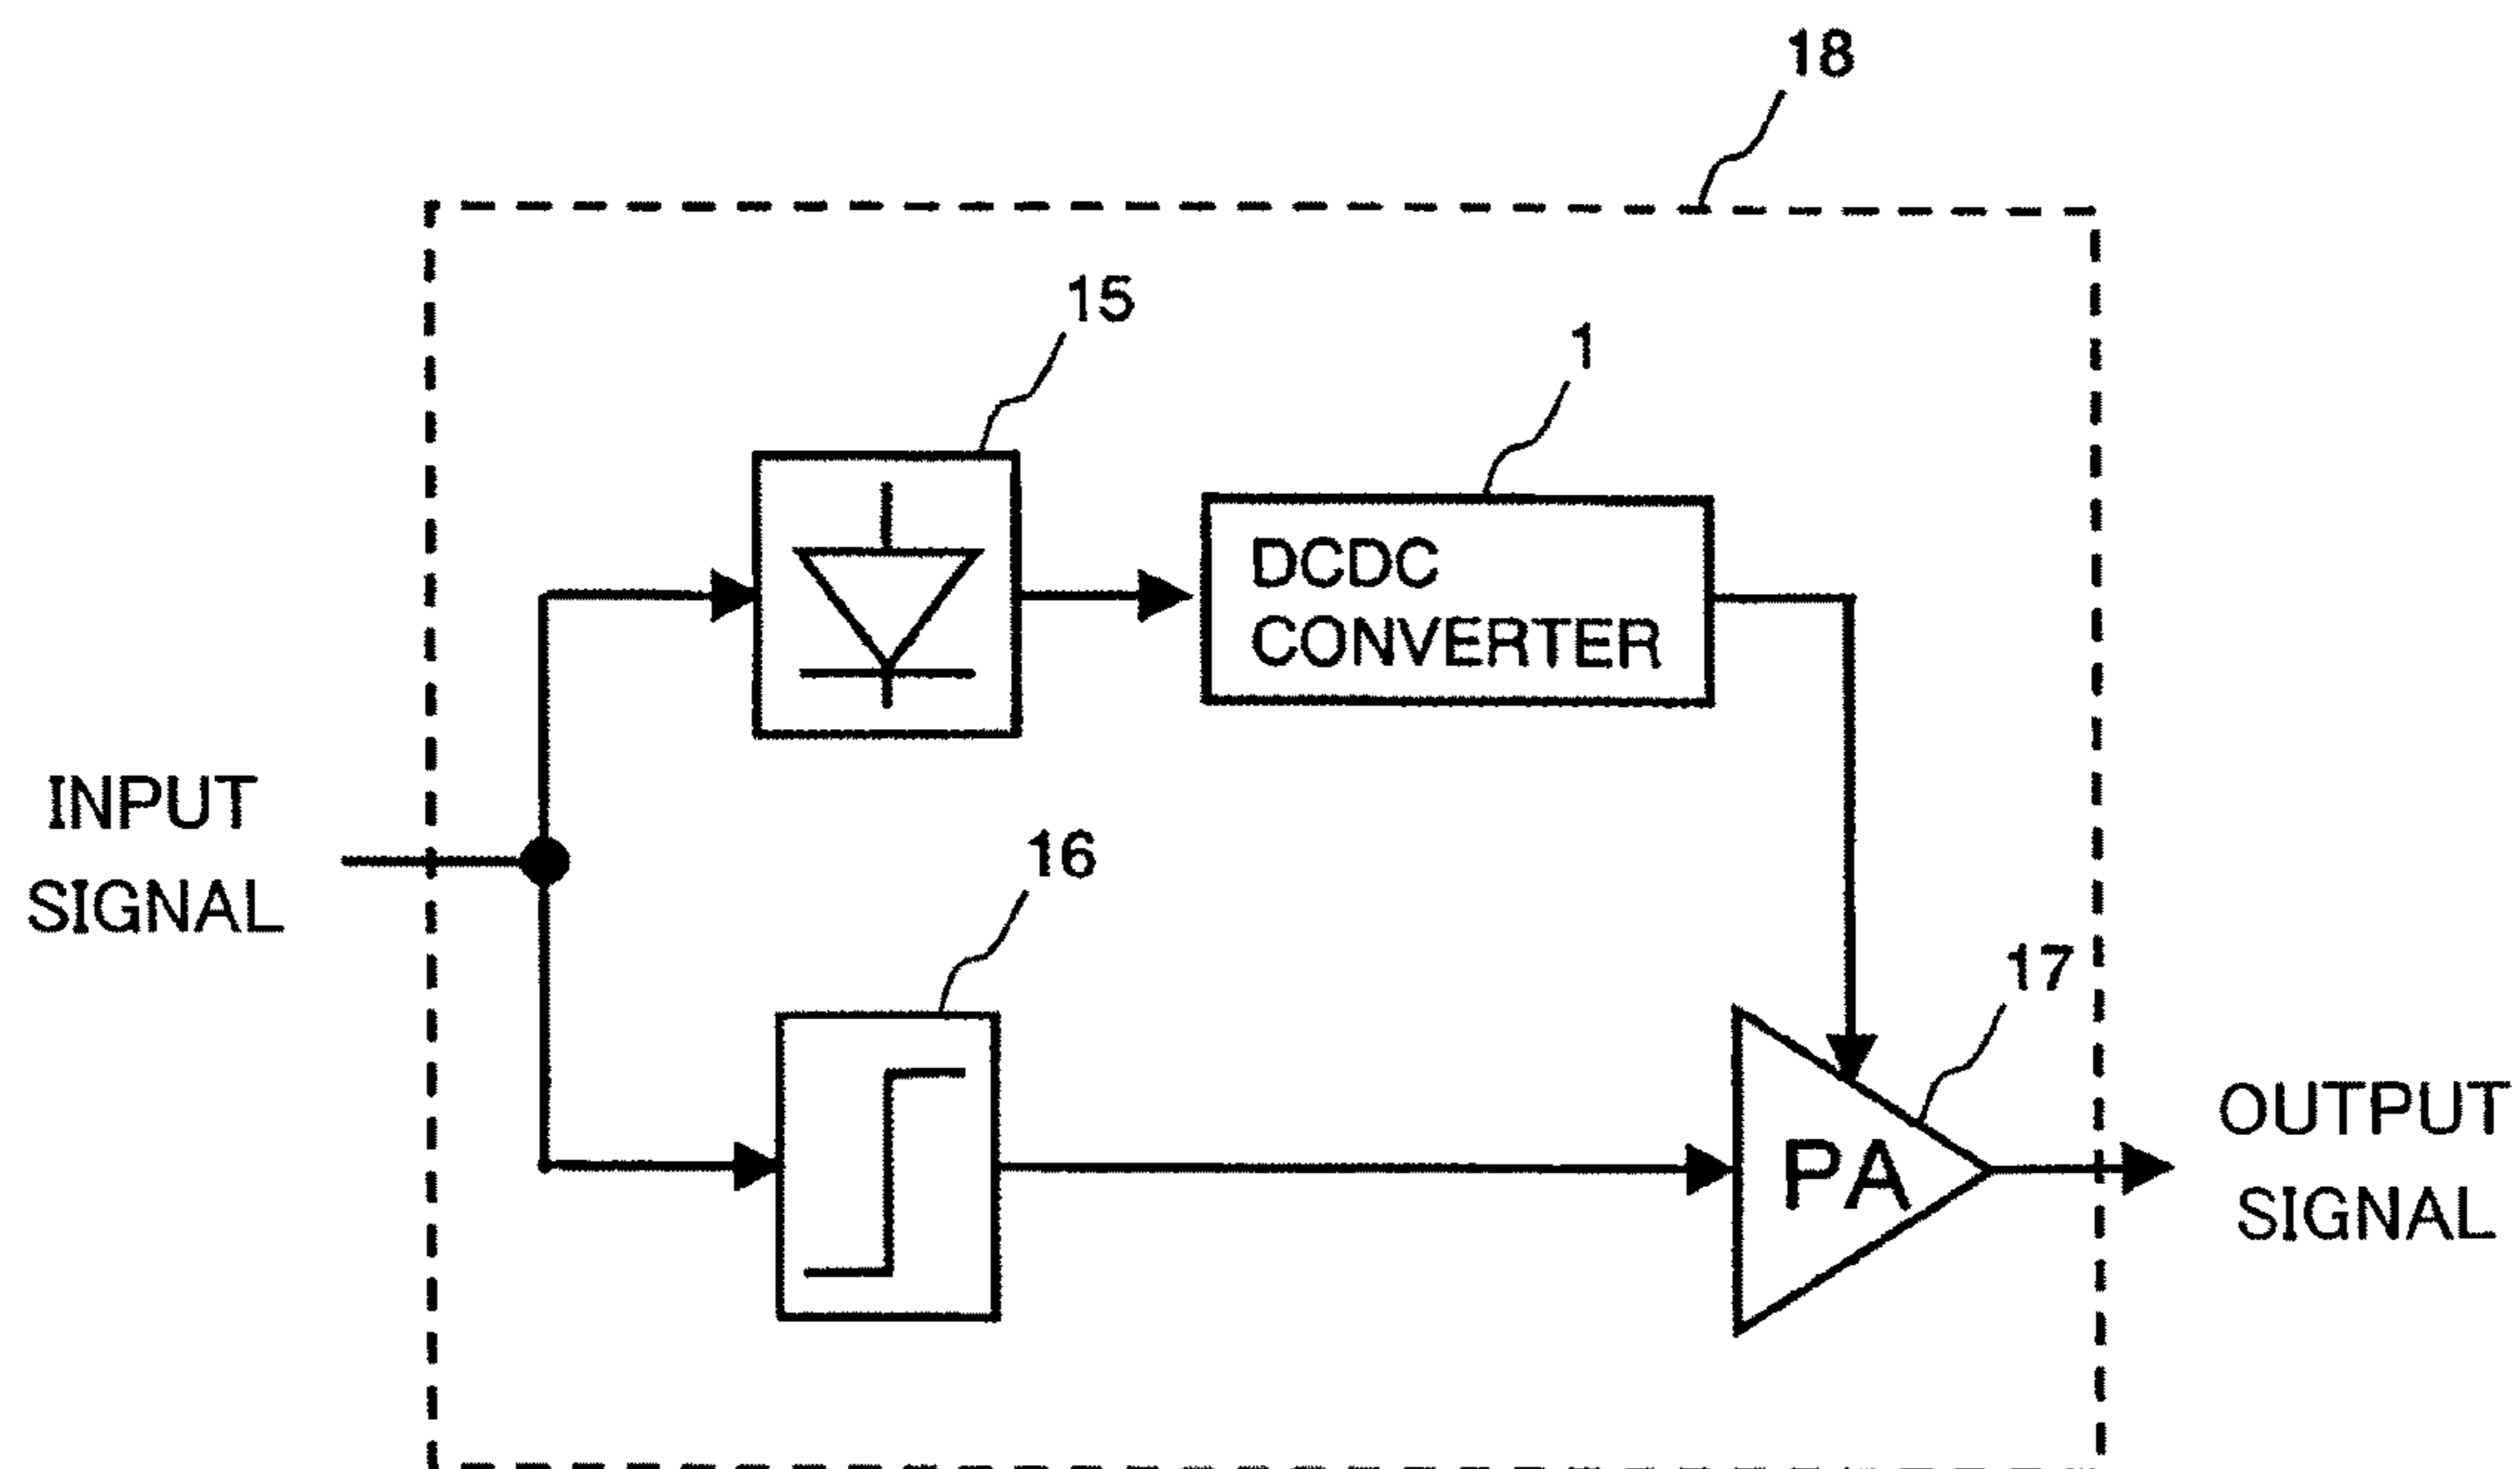 18
15
1
DCDC
CONVERTER
INPUT
SIGNAL
16
17
PA
OUTPUT
SIGNAL